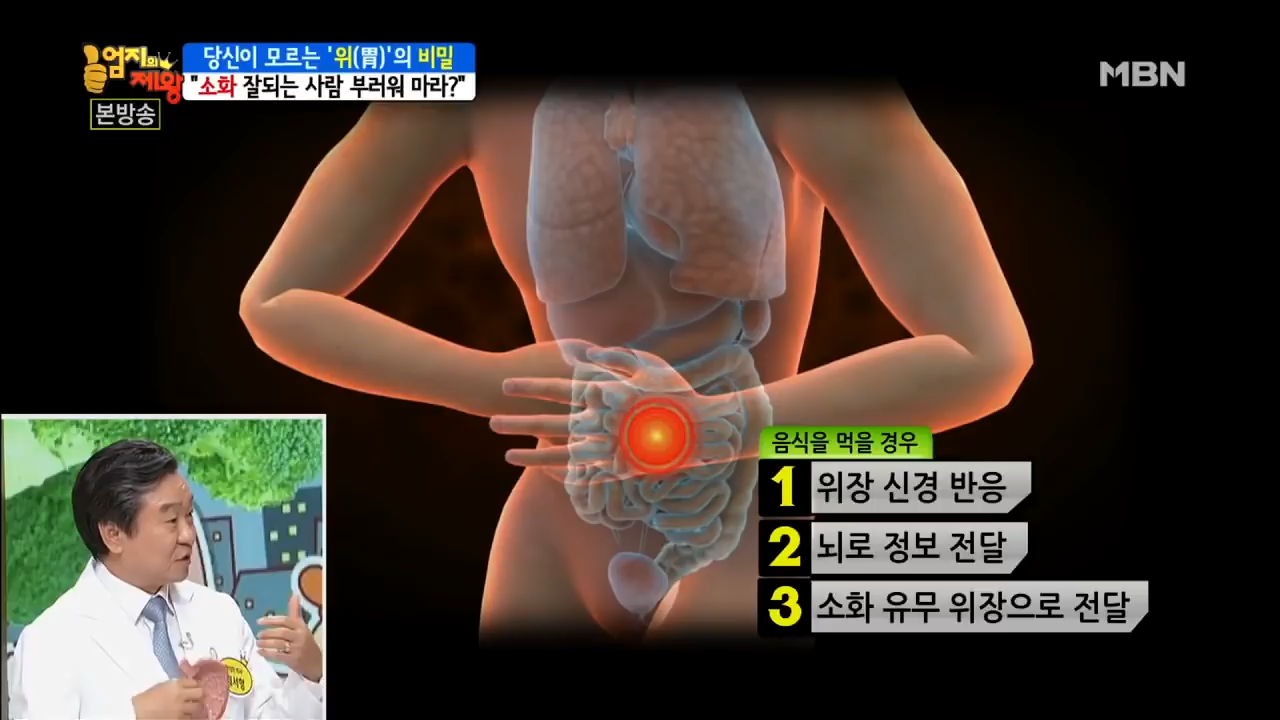 엄지의
제왕
당신이 모르는 '위(胃)'의 비밀
"소화 잘되는 사람 부러워 마라?"
본방송
MBN
음식을 먹을 경우
1 위장 신경 반응
2 뇌로 정보 전달
3 소화 유무 위장으로 전달